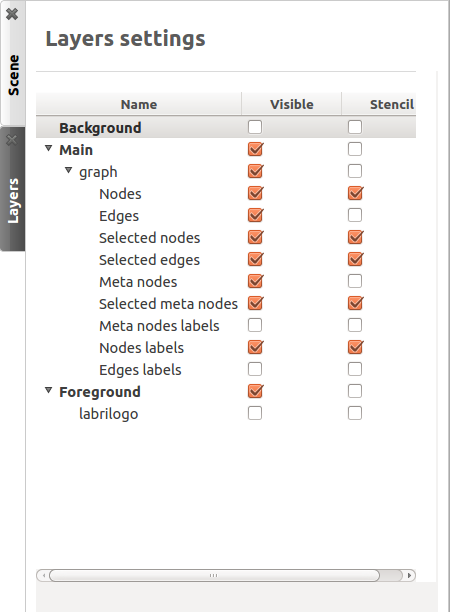 Layers settings
Scene
Layers
Name Visible Stencil
Background
Main
graph
Nodes
Edges
Selected nodes
Selected edges
Meta nodes
Selected meta nodes
Meta nodes labels
Nodes labels
Edges labels
Foreground
labrilogo